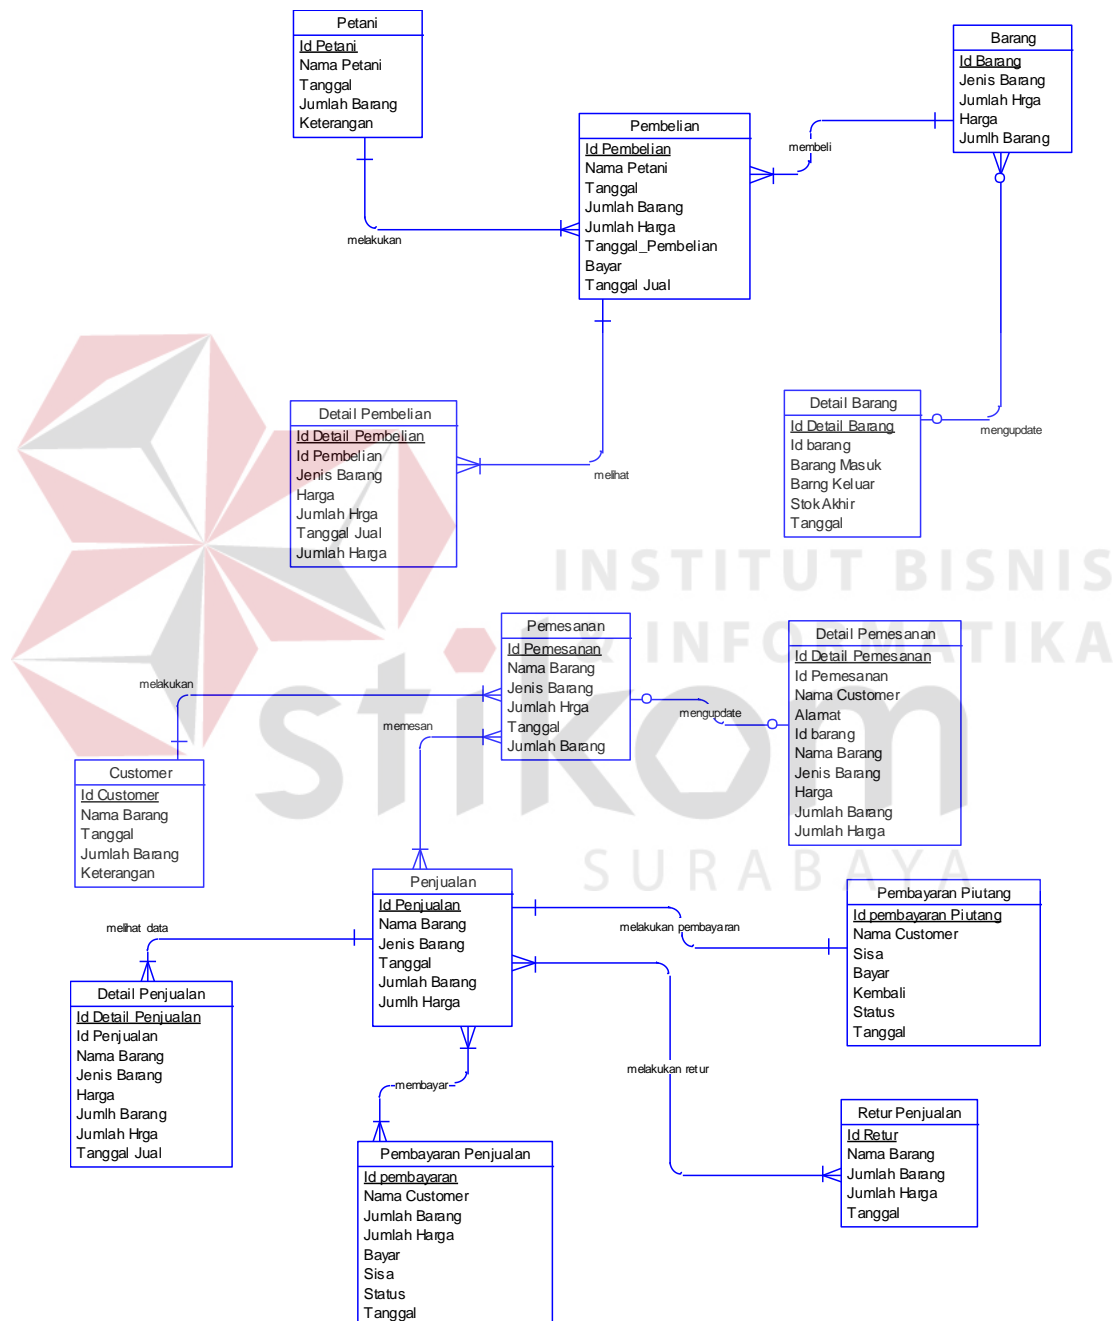 Petani
Id Petani
Nama Petani
Tanggal
Jumlah Barang
Keterangan
Barang
Id Barang
Jenis Barang
Jumlah Hrga
Harga
Jumlh Barang
Pembelian
Id Pembelian
Nama Petani
Tanggal
Jumlah Barang
Jumlah Harga
Tanggal_Pembelian
Bayar
Tanggal Jual
membeli
melakukan
Detail Pembelian
Id Detail Pembelian
Id Pembelian
Jenis Barang
Harga
Jumlah Hrga
Tanggal Jual
Jumlah Harga
melihat
Detail Barang
Id Detail Barang
Id barang
Barang Masuk
Barng Keluar
Stok Akhir
Tanggal
mengupdate
INSTITUT BISNIS
& INFORMATIKA
stikom
SURABAYA
Pemesanan
Id Pemesanan
Nama Barang
Jenis Barang
Jumlah Hrga
Tanggal
Jumlah Barang
Detail Pemesanan
Id Detail Pemesanan
Id Pemesanan
Nama Customer
Alamat
Id barang
Nama Barang
Jenis Barang
Harga
Jumlah Barang
Jumlah Harga
melakukan
memesan
mengupdate
Customer
Id Customer
Nama Barang
Tanggal
Jumlah Barang
Keterangan
Penjualan
Id Penjualan
Nama Barang
Jenis Barang
Tanggal
Jumlah Barang
Jumlh Harga
Pembayaran Piutang
Id pembayaran Piutang
Nama Customer
Sisa
Bayar
Kembali
Status
Tanggal
melihat data
melakukan pembayaran
Detail Penjualan
Id Detail Penjualan
Id Penjualan
Nama Barang
Jenis Barang
Harga
Jumlh Barang
Jumlah Hrga
Tanggal Jual
membayar
melakukan retur
Retur Penjualan
Id Retur
Nama Barang
Jumlah Barang
Jumlah Harga
Tanggal
Pembayaran Penjualan
Id pembayaran
Nama Customer
Jumlah Barang
Jumlah Harga
Bayar
Sisa
Status
Tanggal